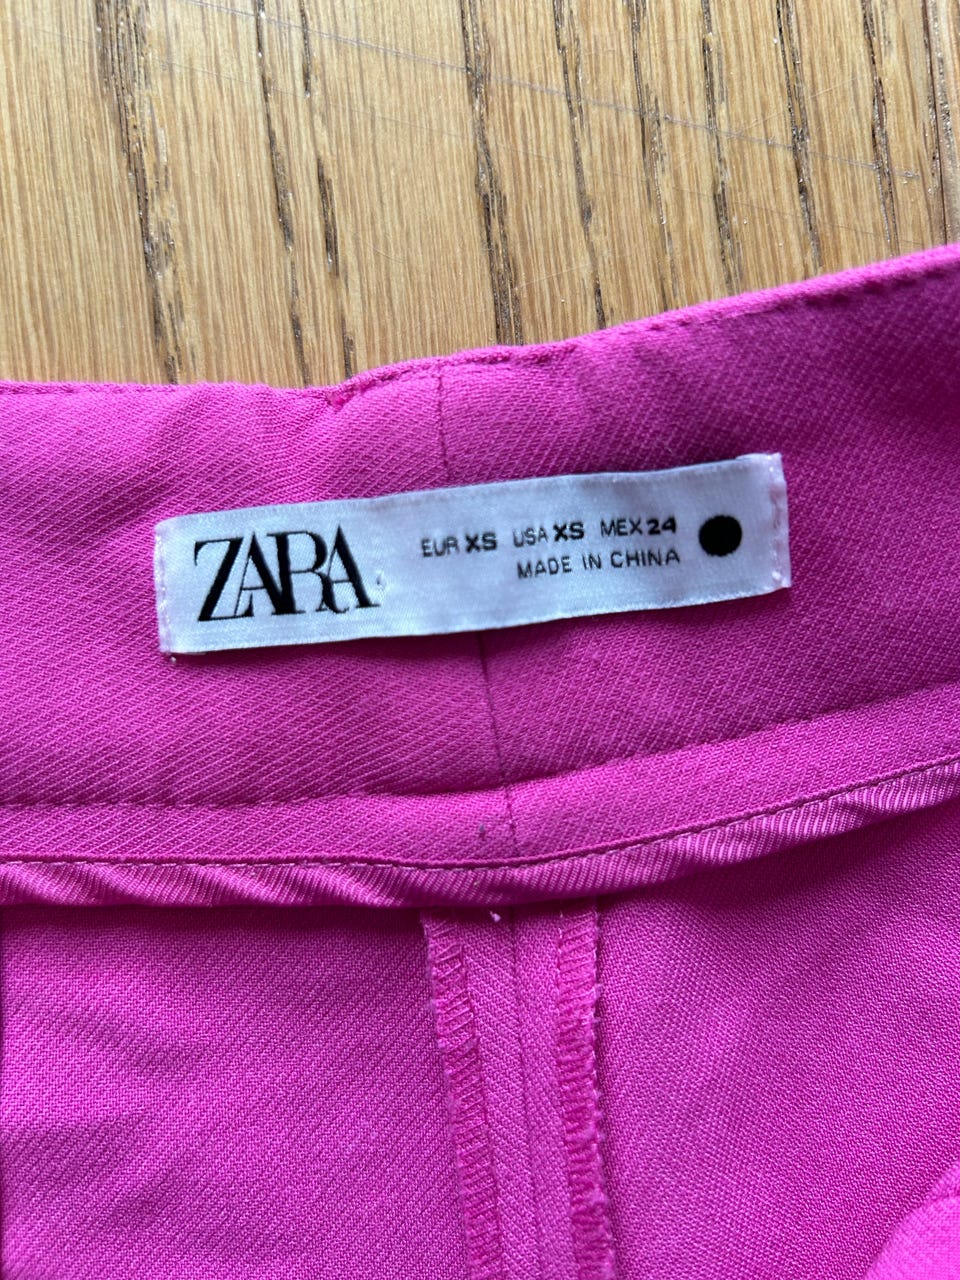 ZARA
EUR XS USA XS MEX 24
MADE IN CHINA